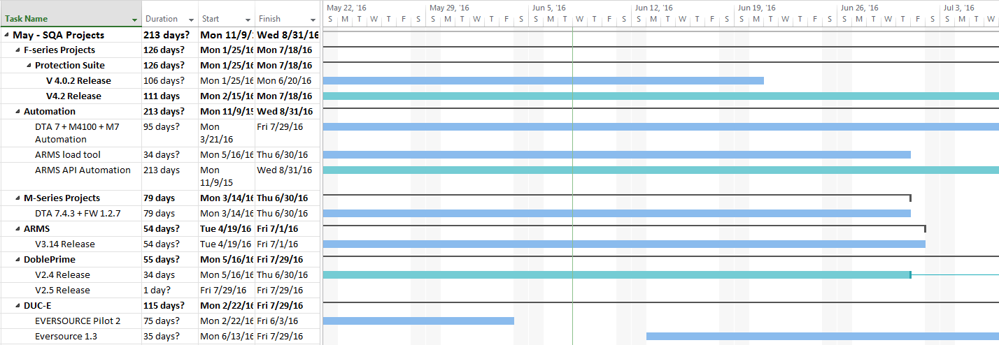 May 22, '16 May 29, '16 Jun 5, '16 Jun 12, '16 Jun 19, '16 Jun 26, '16 Jul 3, '16
Task Name Duration Start Finish S M T W T F S S M T W T F S S M T W T F S S M T W T F S S M T W T F S S M T W T F S S M T W
May - SQA Projects 213 days? Mon 11/9/ Wed 8/31/16
F-series Projects 126 days? Mon 1/25/16 Mon 7/18/16
Protection Suite 126 days? Mon 1/25/16 Mon 7/18/16
V 4.0.2 Release 106 days? Mon 1/25/16 Mon 6/20/16
V4.2 Release 111 days Mon 2/15/16 Mon 7/18/16
Automation 213 days? Mon 11/9/15 Wed 8/31/16
DTA 7 + M4100 + M7 95 days? Mon Fri 7/29/16
Automation 3/21/16
ARMS load tool 34 days? Mon 5/16/16 Thu 6/30/16
ARMS API Automation 213 days Mon Wed 8/31/16
11/9/15
M-Series Projects 79 days Mon 3/14/16 Thu 6/30/16
DTA 7.4.3 + FW 1.2.7 79 days Mon 3/14/16 Thu 6/30/16
ARMS 54 days? Tue 4/19/16 Fri 7/1/16
V3.14 Release 54 days? Tue 4/19/16 Fri 7/1/16
DoblePrime 55 days? Mon 5/16/16 Fri 7/29/16
V2.4 Release 34 days Mon 5/16/16 Thu 6/30/16
V2.5 Release 1 day? Fri 7/29/16 Fri 7/29/16
DUC-E 115 days? Mon 2/22/16 Fri 7/29/16
EVERSOURCE Pilot 2 75 days? Mon 2/22/16 Fri 6/3/16
Eversource 1.3 35 days? Mon 6/13/16 Fri 7/29/16